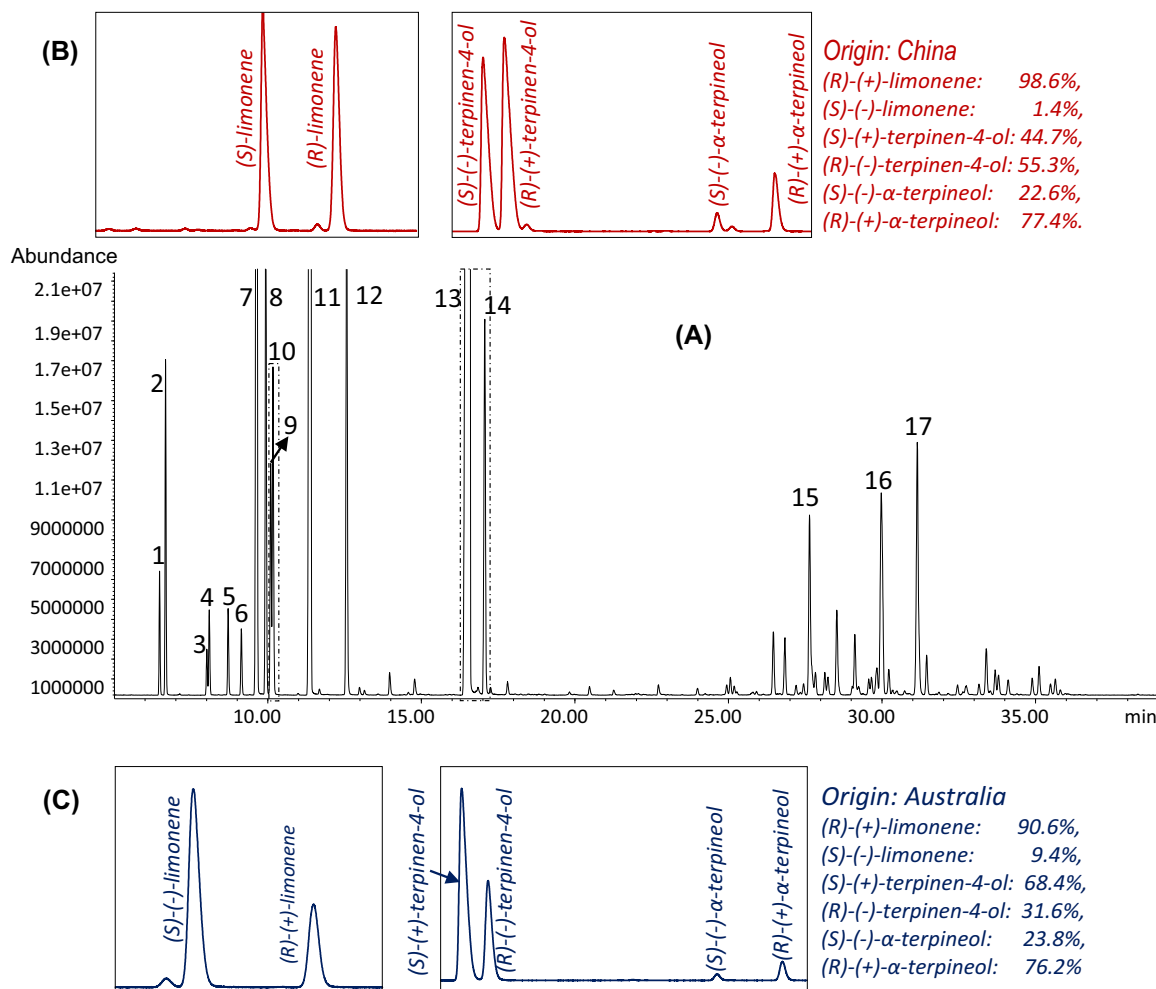 (B)
(S)-limonene
(R)-limonene
(S)-(-)-terpinen-4-ol
(R)-(+)-terpinen-4-ol
(S)-(-)-α-terpineol
(R)-(+)-α-terpineol
Origin: China
(R)-(+)-limonene: 98.6%,
(S)-(-)-limonene: 1.4%,
(S)-(+)-terpinen-4-ol: 44.7%,
(R)-(-)-terpinen-4-ol: 55.3%,
(S)-(-)-α-terpineol: 22.6%,
(R)-(+)-α-terpineol: 77.4%.
Abundance
2.1e+07
1.9e+07
1.7e+07
1.5e+07
1.3e+07
1.1e+07
9000000
7000000
5000000
3000000
1000000
1
2
3
4
5
6
7
8
9
10
11
12
13
14
(A)
15
16
17
10.00 15.00 20.00 25.00 30.00 35.00 min
(C)
(S)-(-)-limonene
(R)-(+)-limonene
(S)-(+)-terpinen-4-ol
(R)-(-)-terpinen-4-ol
(S)-(-)-α-terpineol
(R)-(+)-α-terpineol
Origin: Australia
(R)-(+)-limonene: 90.6%,
(S)-(-)-limonene: 9.4%,
(S)-(+)-terpinen-4-ol: 68.4%,
(R)-(-)-terpinen-4-ol: 31.6%,
(S)-(-)-α-terpineol: 23.8%,
(R)-(+)-α-terpineol: 76.2%